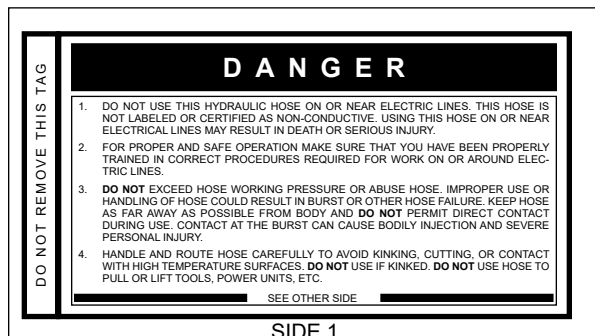 DO NOT REMOVE THIS TAG
DANGER
1. DO NOT USE THIS HYDRAULIC HOSE ON OR NEAR ELECTRIC LINES. THIS HOSE IS
NOT LABELED OR CERTIFIED AS NON-CONDUCTIVE. USING THIS HOSE ON OR NEAR
ELECTRICAL LINES MAY RESULT IN DEATH OR SERIOUS INJURY.
2. FOR PROPER AND SAFE OPERATION MAKE SURE THAT YOU HAVE BEEN PROPERLY
TRAINED IN CORRECT PROCEDURES REQUIRED FOR WORK ON OR AROUND ELEC-
TRIC LINES.
3. DO NOT EXCEED HOSE WORKING PRESSURE OR ABUSE HOSE. IMPROPER USE OR
HANDLING OF HOSE COULD RESULT IN BURST OR OTHER HOSE FAILURE. KEEP HOSE
AS FAR AWAY AS POSSIBLE FROM BODY AND DO NOT PERMIT DIRECT CONTACT
DURING USE. CONTACT AT THE BURST CAN CAUSE BODILY INJECTION AND SEVERE
PERSONAL INJURY.
4. HANDLE AND ROUTE HOSE CAREFULLY TO AVOID KINKING, CUTTING, OR CONTACT
WITH HIGH TEMPERATURE SURFACES. DO NOT USE IF KINKED. DO NOT USE HOSE TO
PULL OR LIFT TOOLS, POWER UNITS, ETC.
SEE OTHER SIDE
SIDE 1